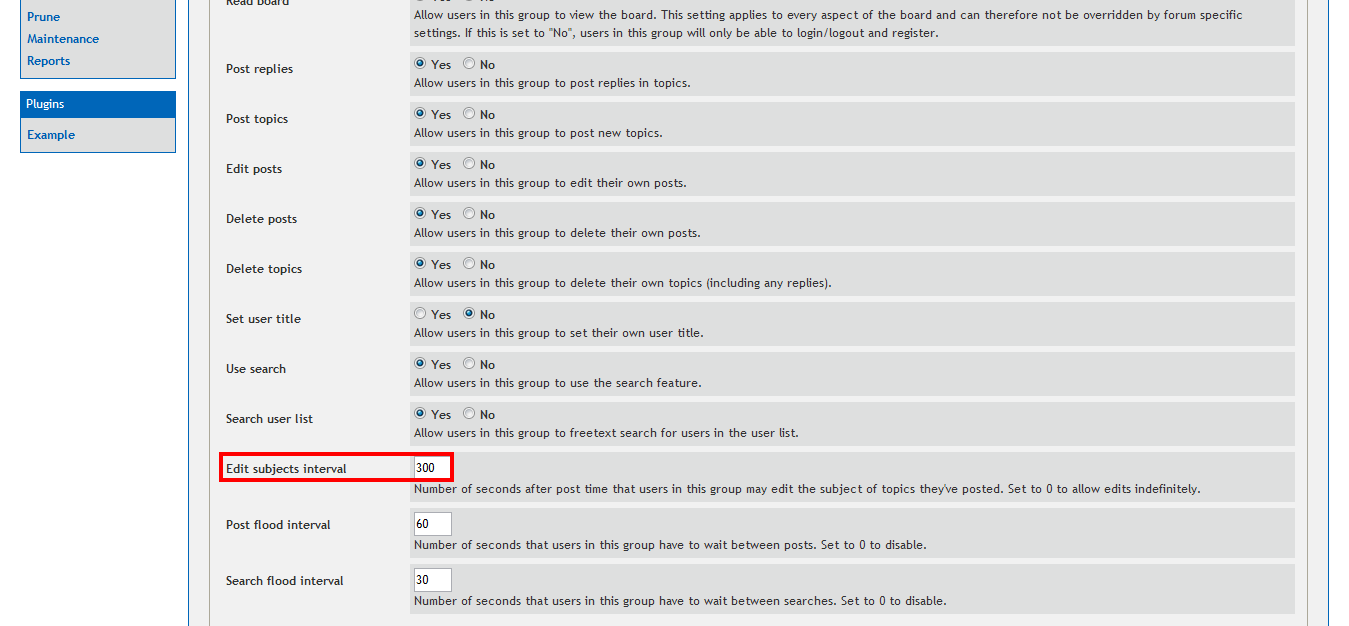 Prune
Maintenance
Reports
Plugins
Example
Read board
Allow users in this group to view the board. This setting applies to every aspect of the board and can therefore not be overridden by forum specific
settings. If this is set to "No", users in this group will only be able to login/logout and register.
Post replies
Yes No
Allow users in this group to post replies in topics.
Post topics
Yes No
Allow users in this group to post new topics.
Edit posts
Yes No
Allow users in this group to edit their own posts.
Delete posts
Yes No
Allow users in this group to delete their own posts.
Delete topics
Yes No
Allow users in this group to delete their own topics (including any replies).
Set user title
Yes No
Allow users in this group to set their own user title.
Use search
Yes No
Allow users in this group to use the search feature.
Search user list
Yes No
Allow users in this group to freetext search for users in the user list.
Edit subjects interval
300
Number of seconds after post time that users in this group may edit the subject of topics they've posted. Set to 0 to allow edits indefinitely.
Post flood interval
60
Number of seconds that users in this group have to wait between posts. Set to 0 to disable.
Search flood interval
30
Number of seconds that users in this group have to wait between searches. Set to 0 to disable.